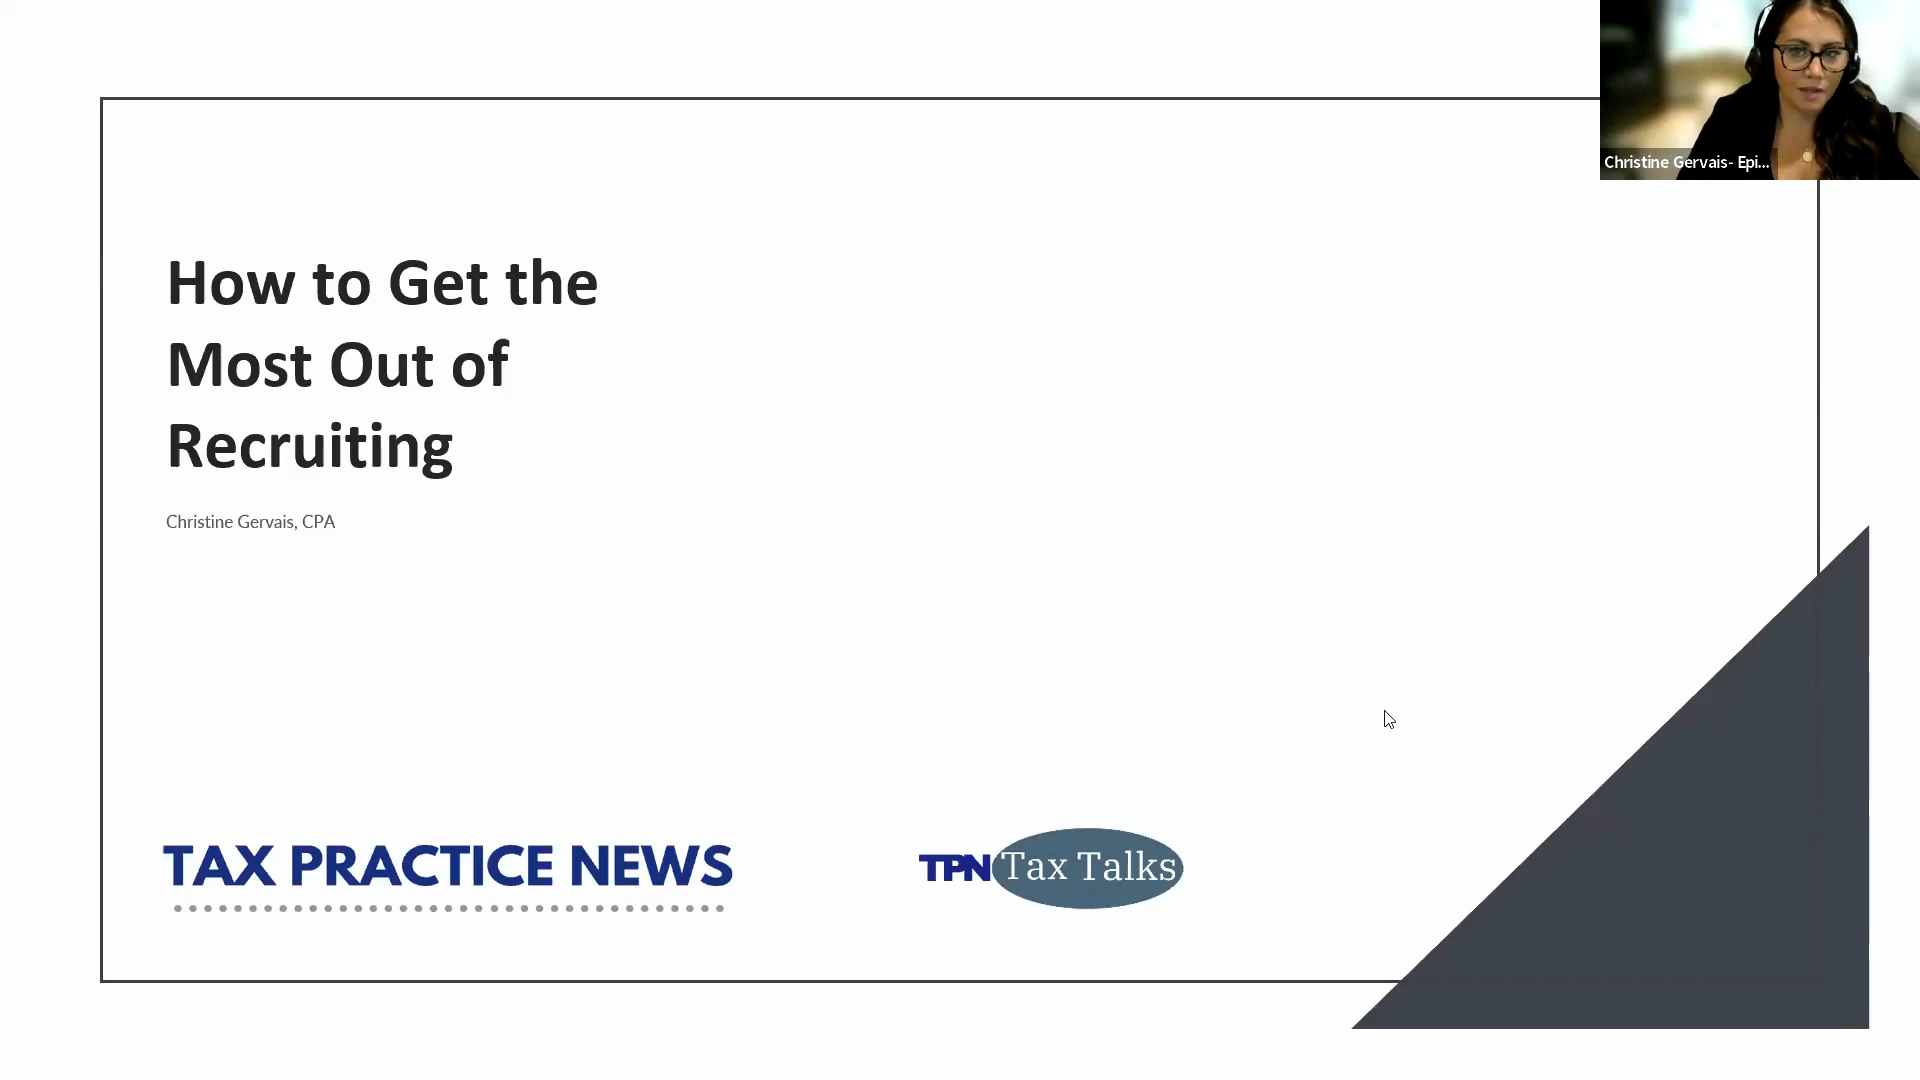 Christine Gervais- Epi...
How to Get the
Most Out of
Recruiting
Christine Gervais, CPA
TAX PRACTICE NEWS
TPN Tax Talks